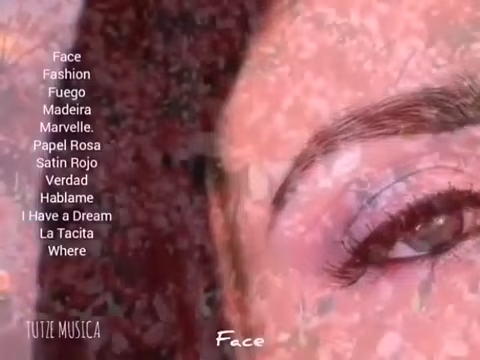 Face
Fashion
Fuego
Madeira
Marvelle.
Papel Rosa
Satin Rojo
Verdad
Hablame
I Have a Dream
La Tacita
Where
TUTZE MUSICA
Face